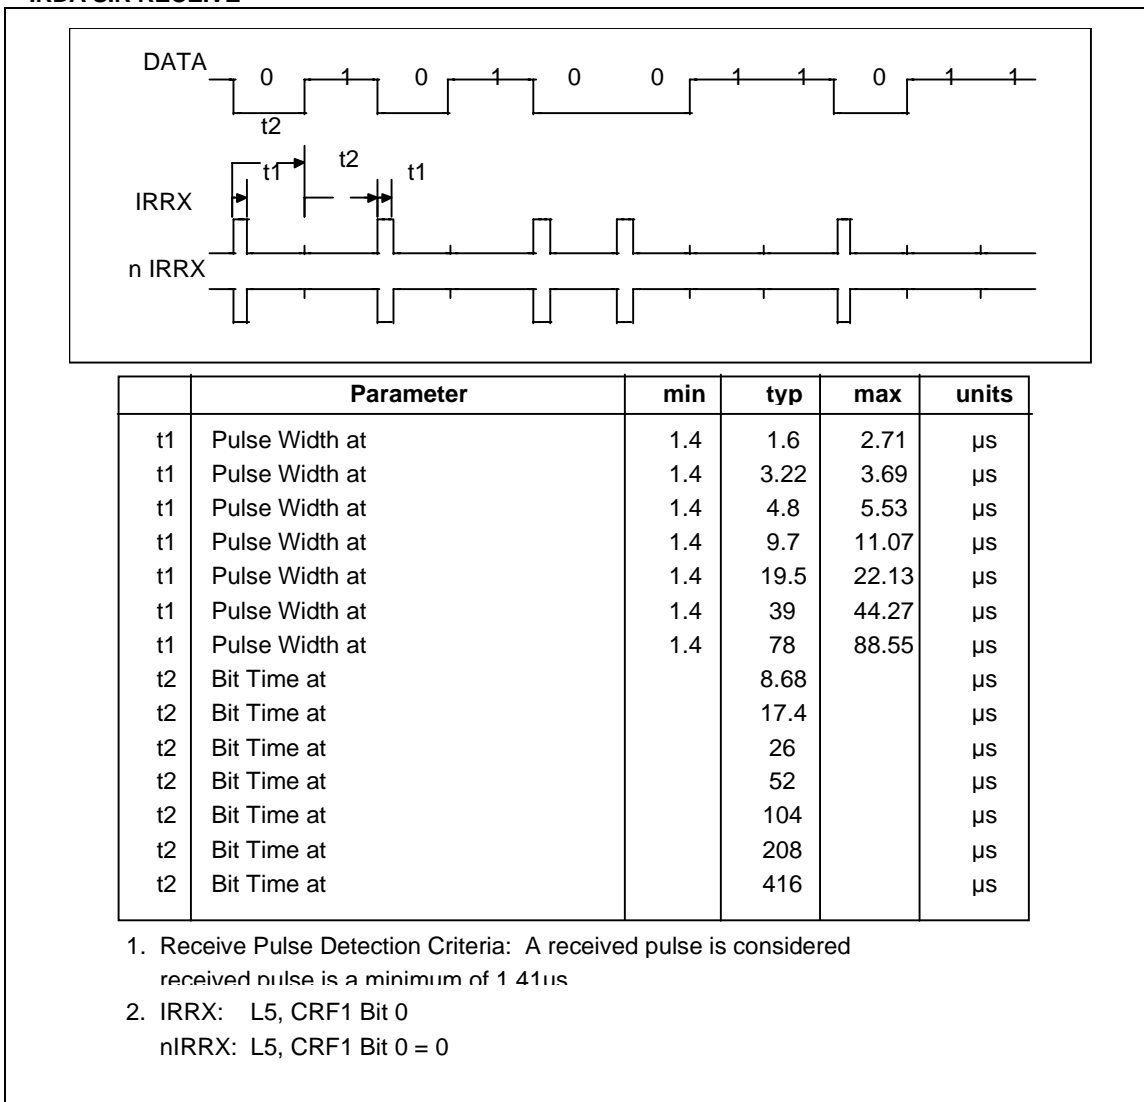 IRDA SIR RECEIVE
DATA 0 1 0 1 0 0 1 1 0 1 1
t2
t1 t2 t1
IRRX
n IRRX
Parameter min typ max units
t1 Pulse Width at 1.4 1.6 2.71 µs
t1 Pulse Width at 1.4 3.22 3.69 µs
t1 Pulse Width at 1.4 4.8 5.53 µs
t1 Pulse Width at 1.4 9.7 11.07 µs
t1 Pulse Width at 1.4 19.5 22.13 µs
t1 Pulse Width at 1.4 39 44.27 µs
t1 Pulse Width at 1.4 78 88.55 µs
t2 Bit Time at 8.68 µs
t2 Bit Time at 17.4 µs
t2 Bit Time at 26 µs
t2 Bit Time at 52 µs
t2 Bit Time at 104 µs
t2 Bit Time at 208 µs
t2 Bit Time at 416 µs
1. Receive Pulse Detection Criteria: A received pulse is considered
received pulse is a minimum of 1.41µs
2. IRRX: L5, CRF1 Bit 0
nIRRX: L5, CRF1 Bit 0 = 0